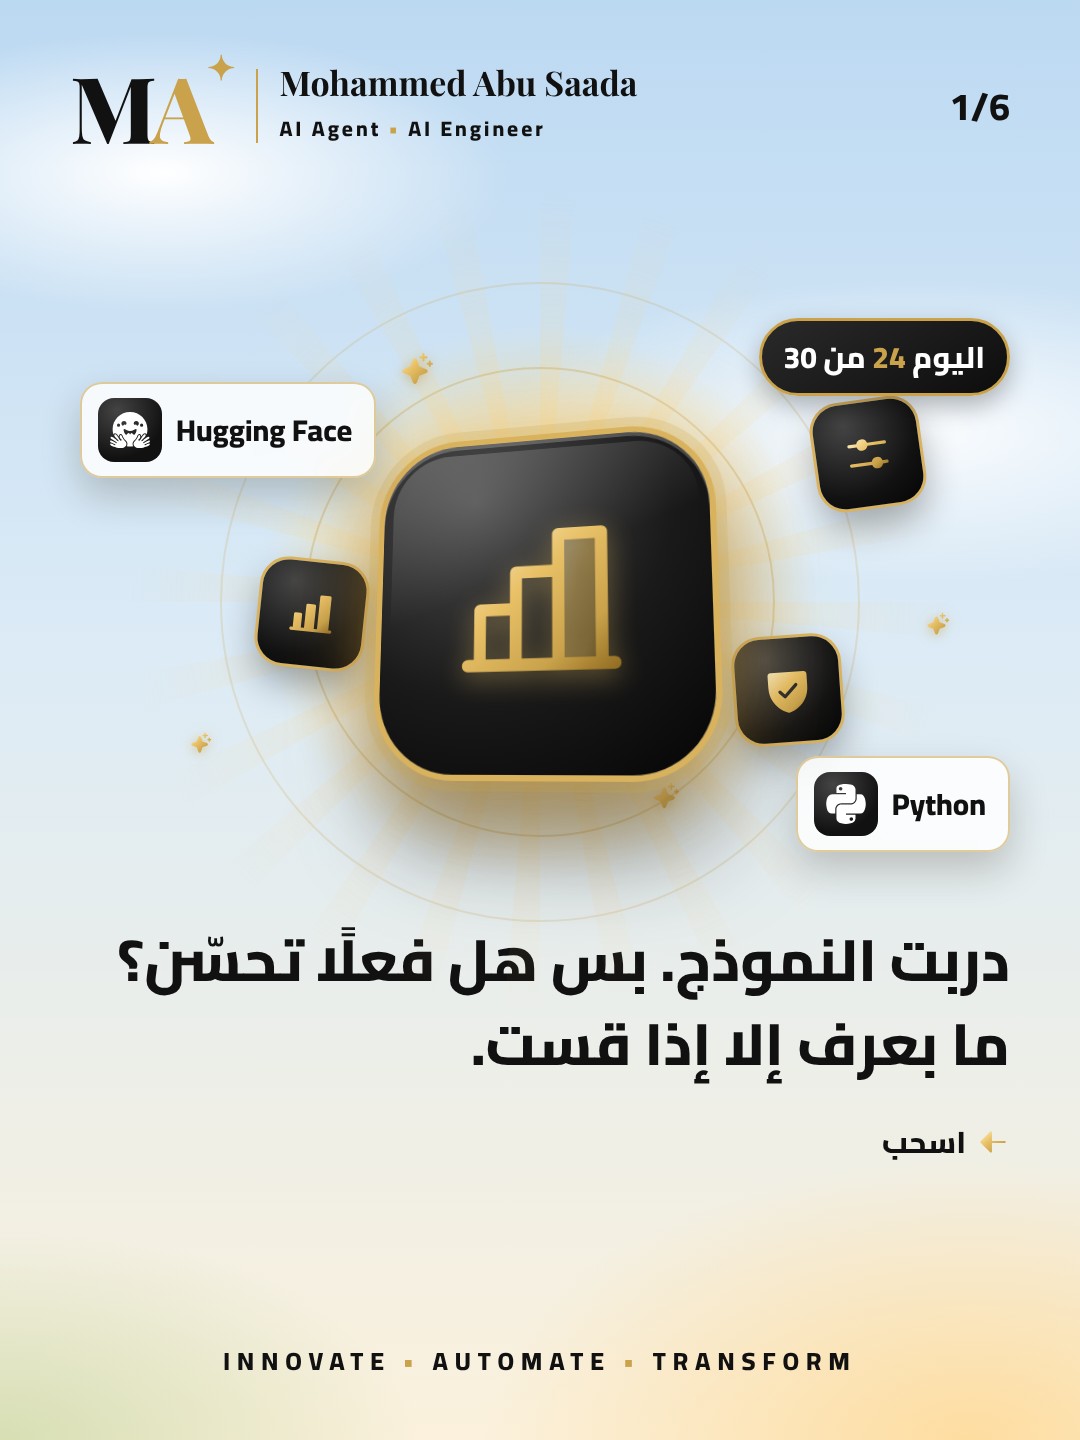 MA
Mohammed Abu Saada
AI Agent ▪ AI Engineer
1/6
اليوم 24 من 30
Hugging Face
Python
دربت النموذج. بس هل فعلًا تحسّن؟
ما بعرف إلا إذا قست.
اسحب
INNOVATE ▪ AUTOMATE ▪ TRANSFORM